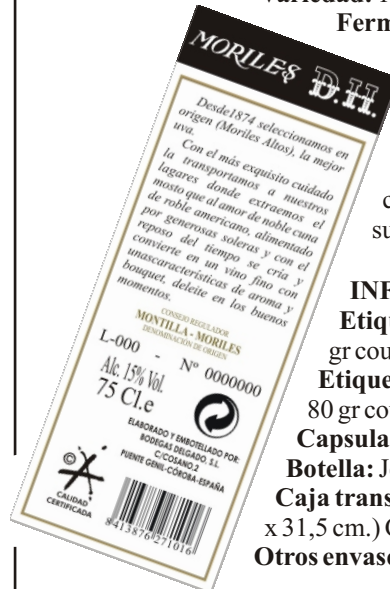 Ferm
MORILES D.H.
Desde1874 seleccionamos en
origen (Moriles Altos), la mejor
uva.
Con el más exquisito cuidado
la transportamos a nuestros
lagares donde extraemos el
mosto que al amor de noble cuna
de roble americano, alimentado
por generosas soleras y con el
reposo del tiempo se cría y
convierte en un vino fino con
unascaracterísticas de aroma y
bouquet, deleite en los buenos
momentos.
CONSEJO REGULADOR
MONTILLA - MORILES
DENOMINACIÓN DE ORIGEN
L-000 - Nº 0000000
Alc. 15% Vol.
75 Cl.e
ELABORADO Y EMBOTELLADO POR:
BODEGAS DELGADO, S.L.
C/COSANO,2
PUENTE GENIL-CÓROBA-ESPAÑA
CALIDAD
CERTIFICADA
8413876271016
c
su
INF
Etiqu
gr cou
Etique
80 gr co
Capsula
Botella: J
Caja trans
x 31,5 cm.) C
Otros envase